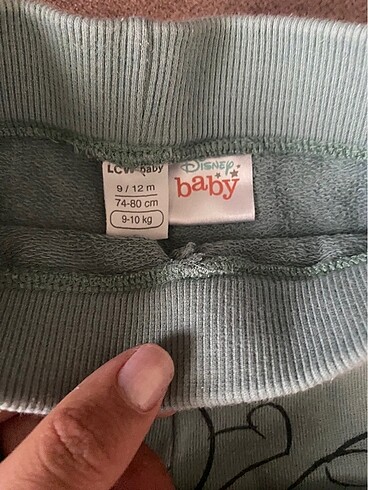 LCW baby
9 / 12 m
74-80 cm
9-10 kg
DISNEY
baby